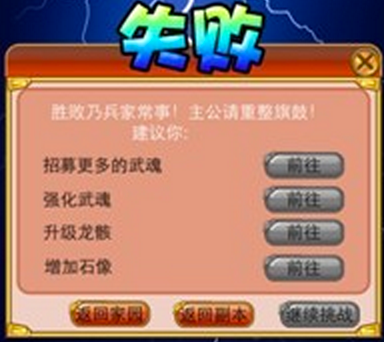 失败
胜败乃兵家常事！主公请重整旗鼓！
建议你：
招募更多的武魂 前往
强化武魂 前往
升级龙骸 前往
增加石像 前往
返回家园 返回副本 继续挑战